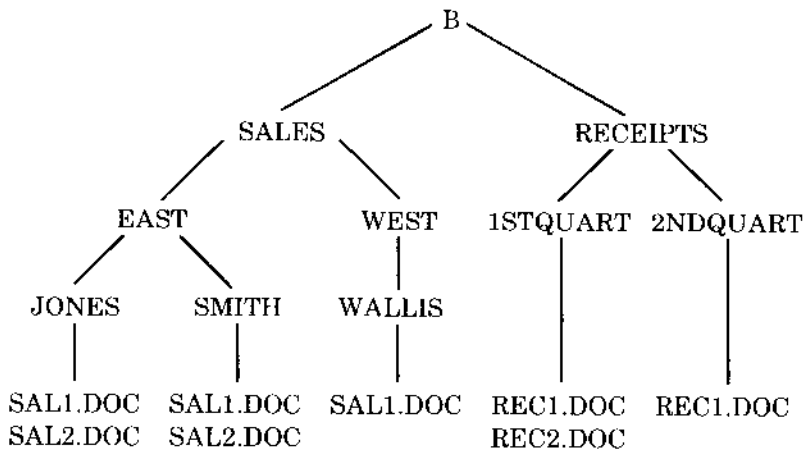 B
SALES RECEIPTS
EAST WEST 1STQUART 2NDQUART
JONES SMITH WALLIS
SAL1.DOC SAL1.DOC SAL1.DOC REC1.DOC REC1.DOC
SAL2.DOC SAL2.DOC REC2.DOC